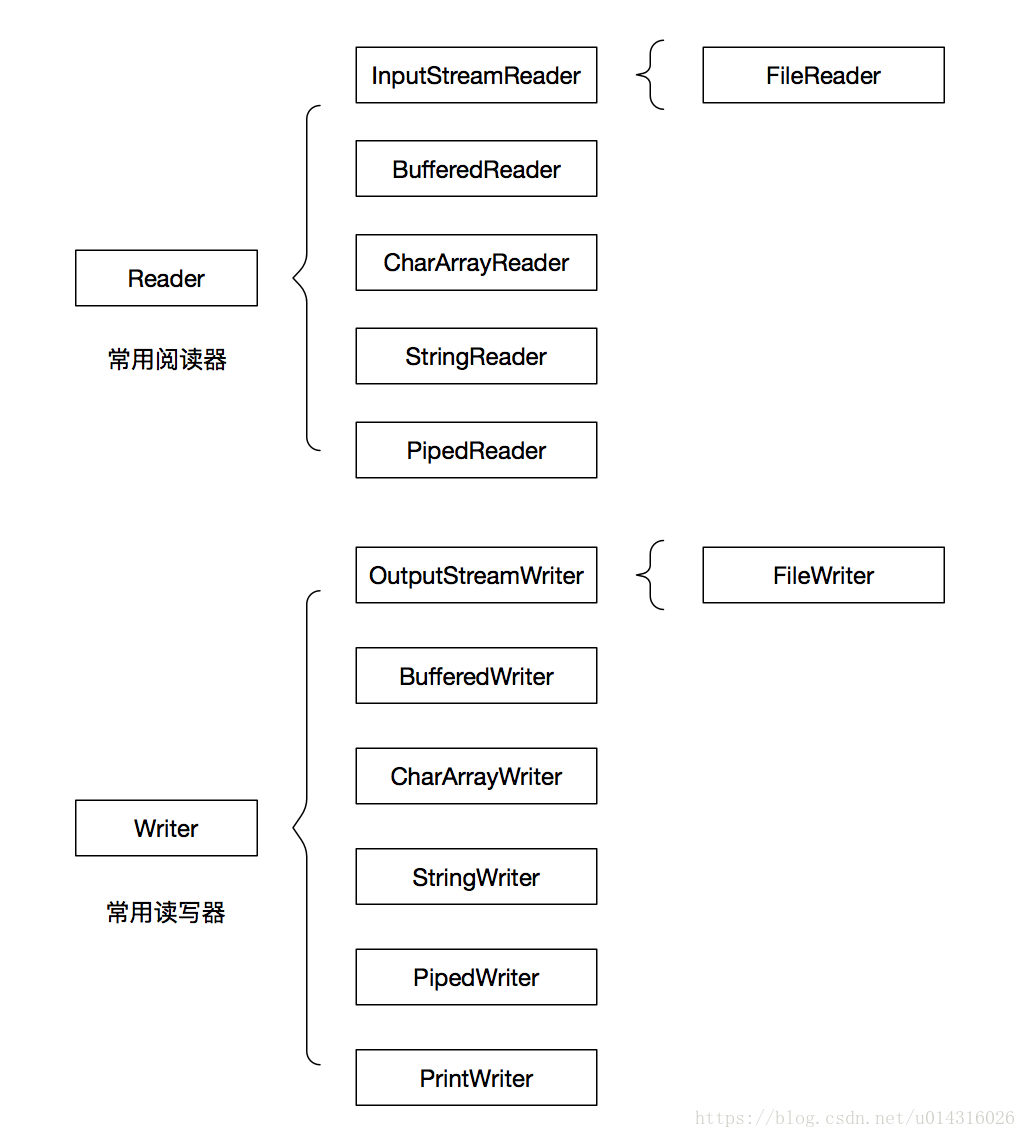 InputStreamReader
FileReader
BufferedReader
CharArrayReader
Reader
StringReader
常用阅读器
PipedReader
OutputStreamWriter
FileWriter
BufferedWriter
CharArrayWriter
Writer
StringWriter
常用读写器
PipedWriter
PrintWriter
https://blog.csdn.net/u014316026